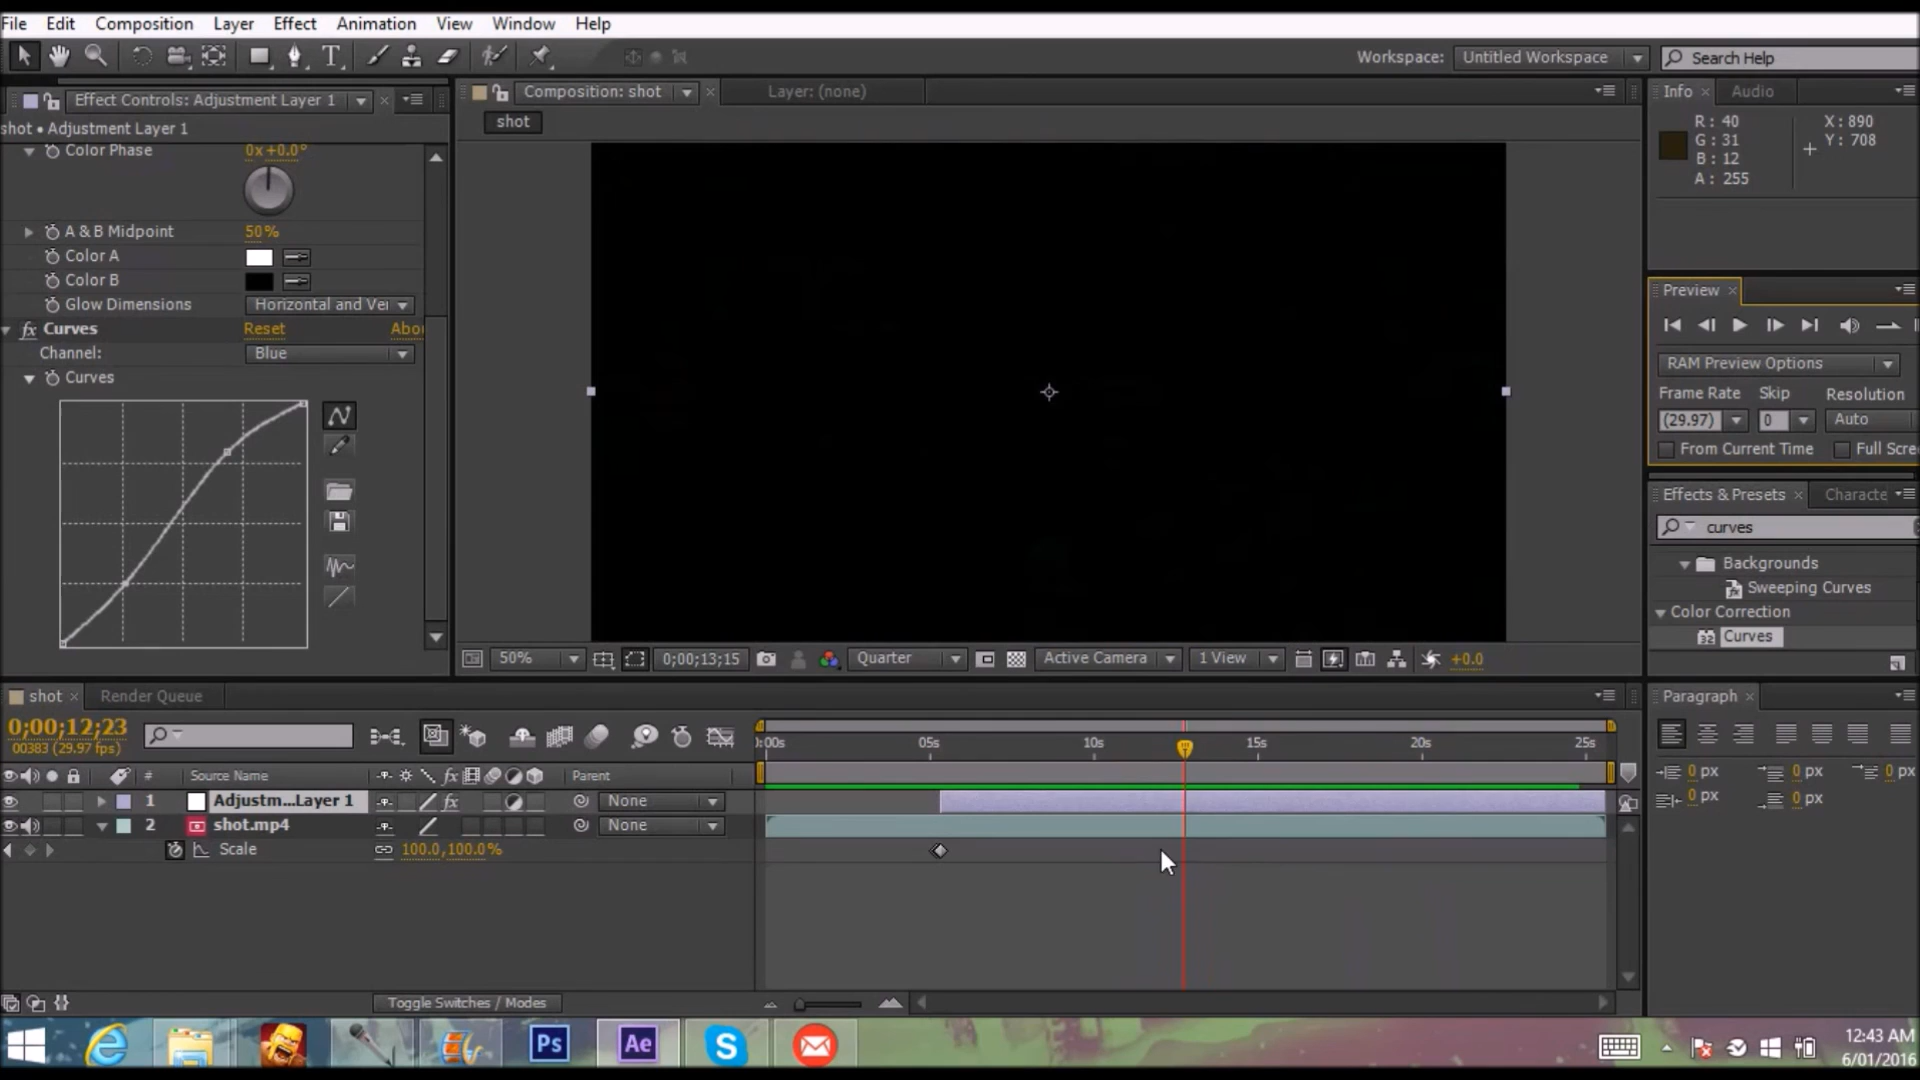 File Edit Composition Layer Effect Animation View Window Help
Workspace: Untitled Workspace Search Help
Effect Controls: Adjustment Layer 1
shot • Adjustment Layer 1
Color Phase 0x+0.0°
A & B Midpoint 50%
Color A
Color B
Glow Dimensions Horizontal and Ver
fx Curves Reset Abou
Channel: Blue
Curves
Composition: shot Layer: (none)
shot
50% 0;00;13;15 Quarter Active Camera 1 View +0.0
Info Audio
R: 40 X: 890
G: 31 Y: 708
B: 12
A: 255
Preview
RAM Preview Options
Frame Rate Skip Resolution
(29.97) 0 Auto
From Current Time Full Scre
Effects & Presets Characte
curves
Backgrounds
Sweeping Curves
Color Correction
32 Curves
shot Render Queue
0;00;12;23
00383 (29.97 fps)
):00s 05s 10s 15s 20s 25s
# Source Name fx Parent
1 Adjustm...Layer 1 fx None
2 shot.mp4 None
Scale 100.0,100.0%
Toggle Switches / Modes
Paragraph
0 px 0 px 0 px
0 px 0 px
Ps Ae S
12:43 AM
6/01/2016